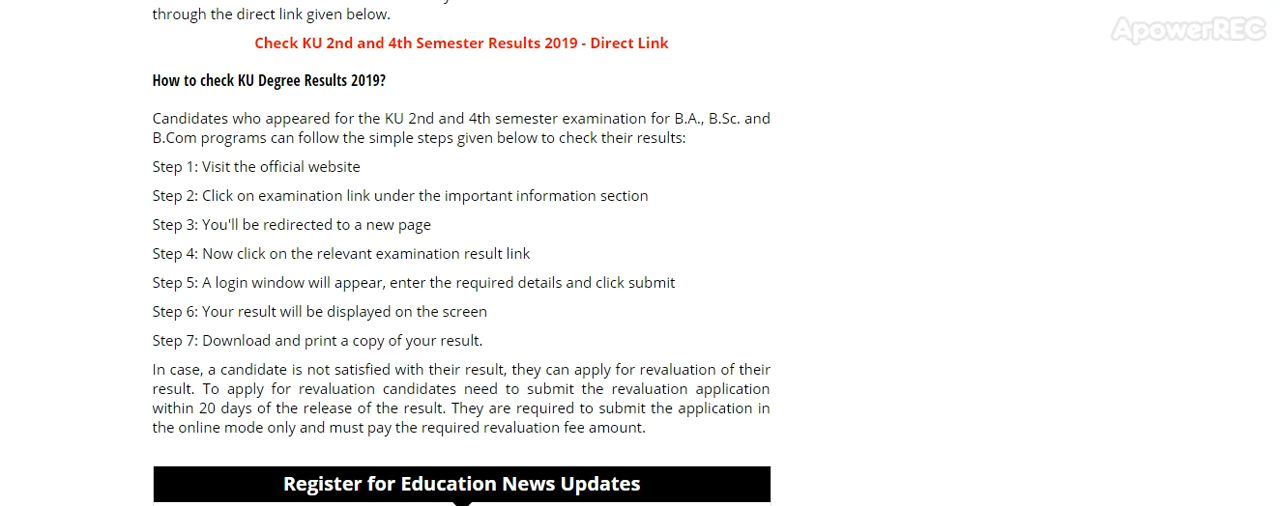 through the direct link given below.
ApowerREC
Check KU 2nd and 4th Semester Results 2019 - Direct Link
How to check KU Degree Results 2019?
Candidates who appeared for the KU 2nd and 4th semester examination for B.A., B.Sc. and
B.Com programs can follow the simple steps given below to check their results:
Step 1: Visit the official website
Step 2: Click on examination link under the important information section
Step 3: You'll be redirected to a new page
Step 4: Now click on the relevant examination result link
Step 5: A login window will appear, enter the required details and click submit
Step 6: Your result will be displayed on the screen
Step 7: Download and print a copy of your result.
In case, a candidate is not satisfied with their result, they can apply for revaluation of their
result. To apply for revaluation candidates need to submit the revaluation application
within 20 days of the release of the result. They are required to submit the application in
the online mode only and must pay the required revaluation fee amount.
Register for Education News Updates